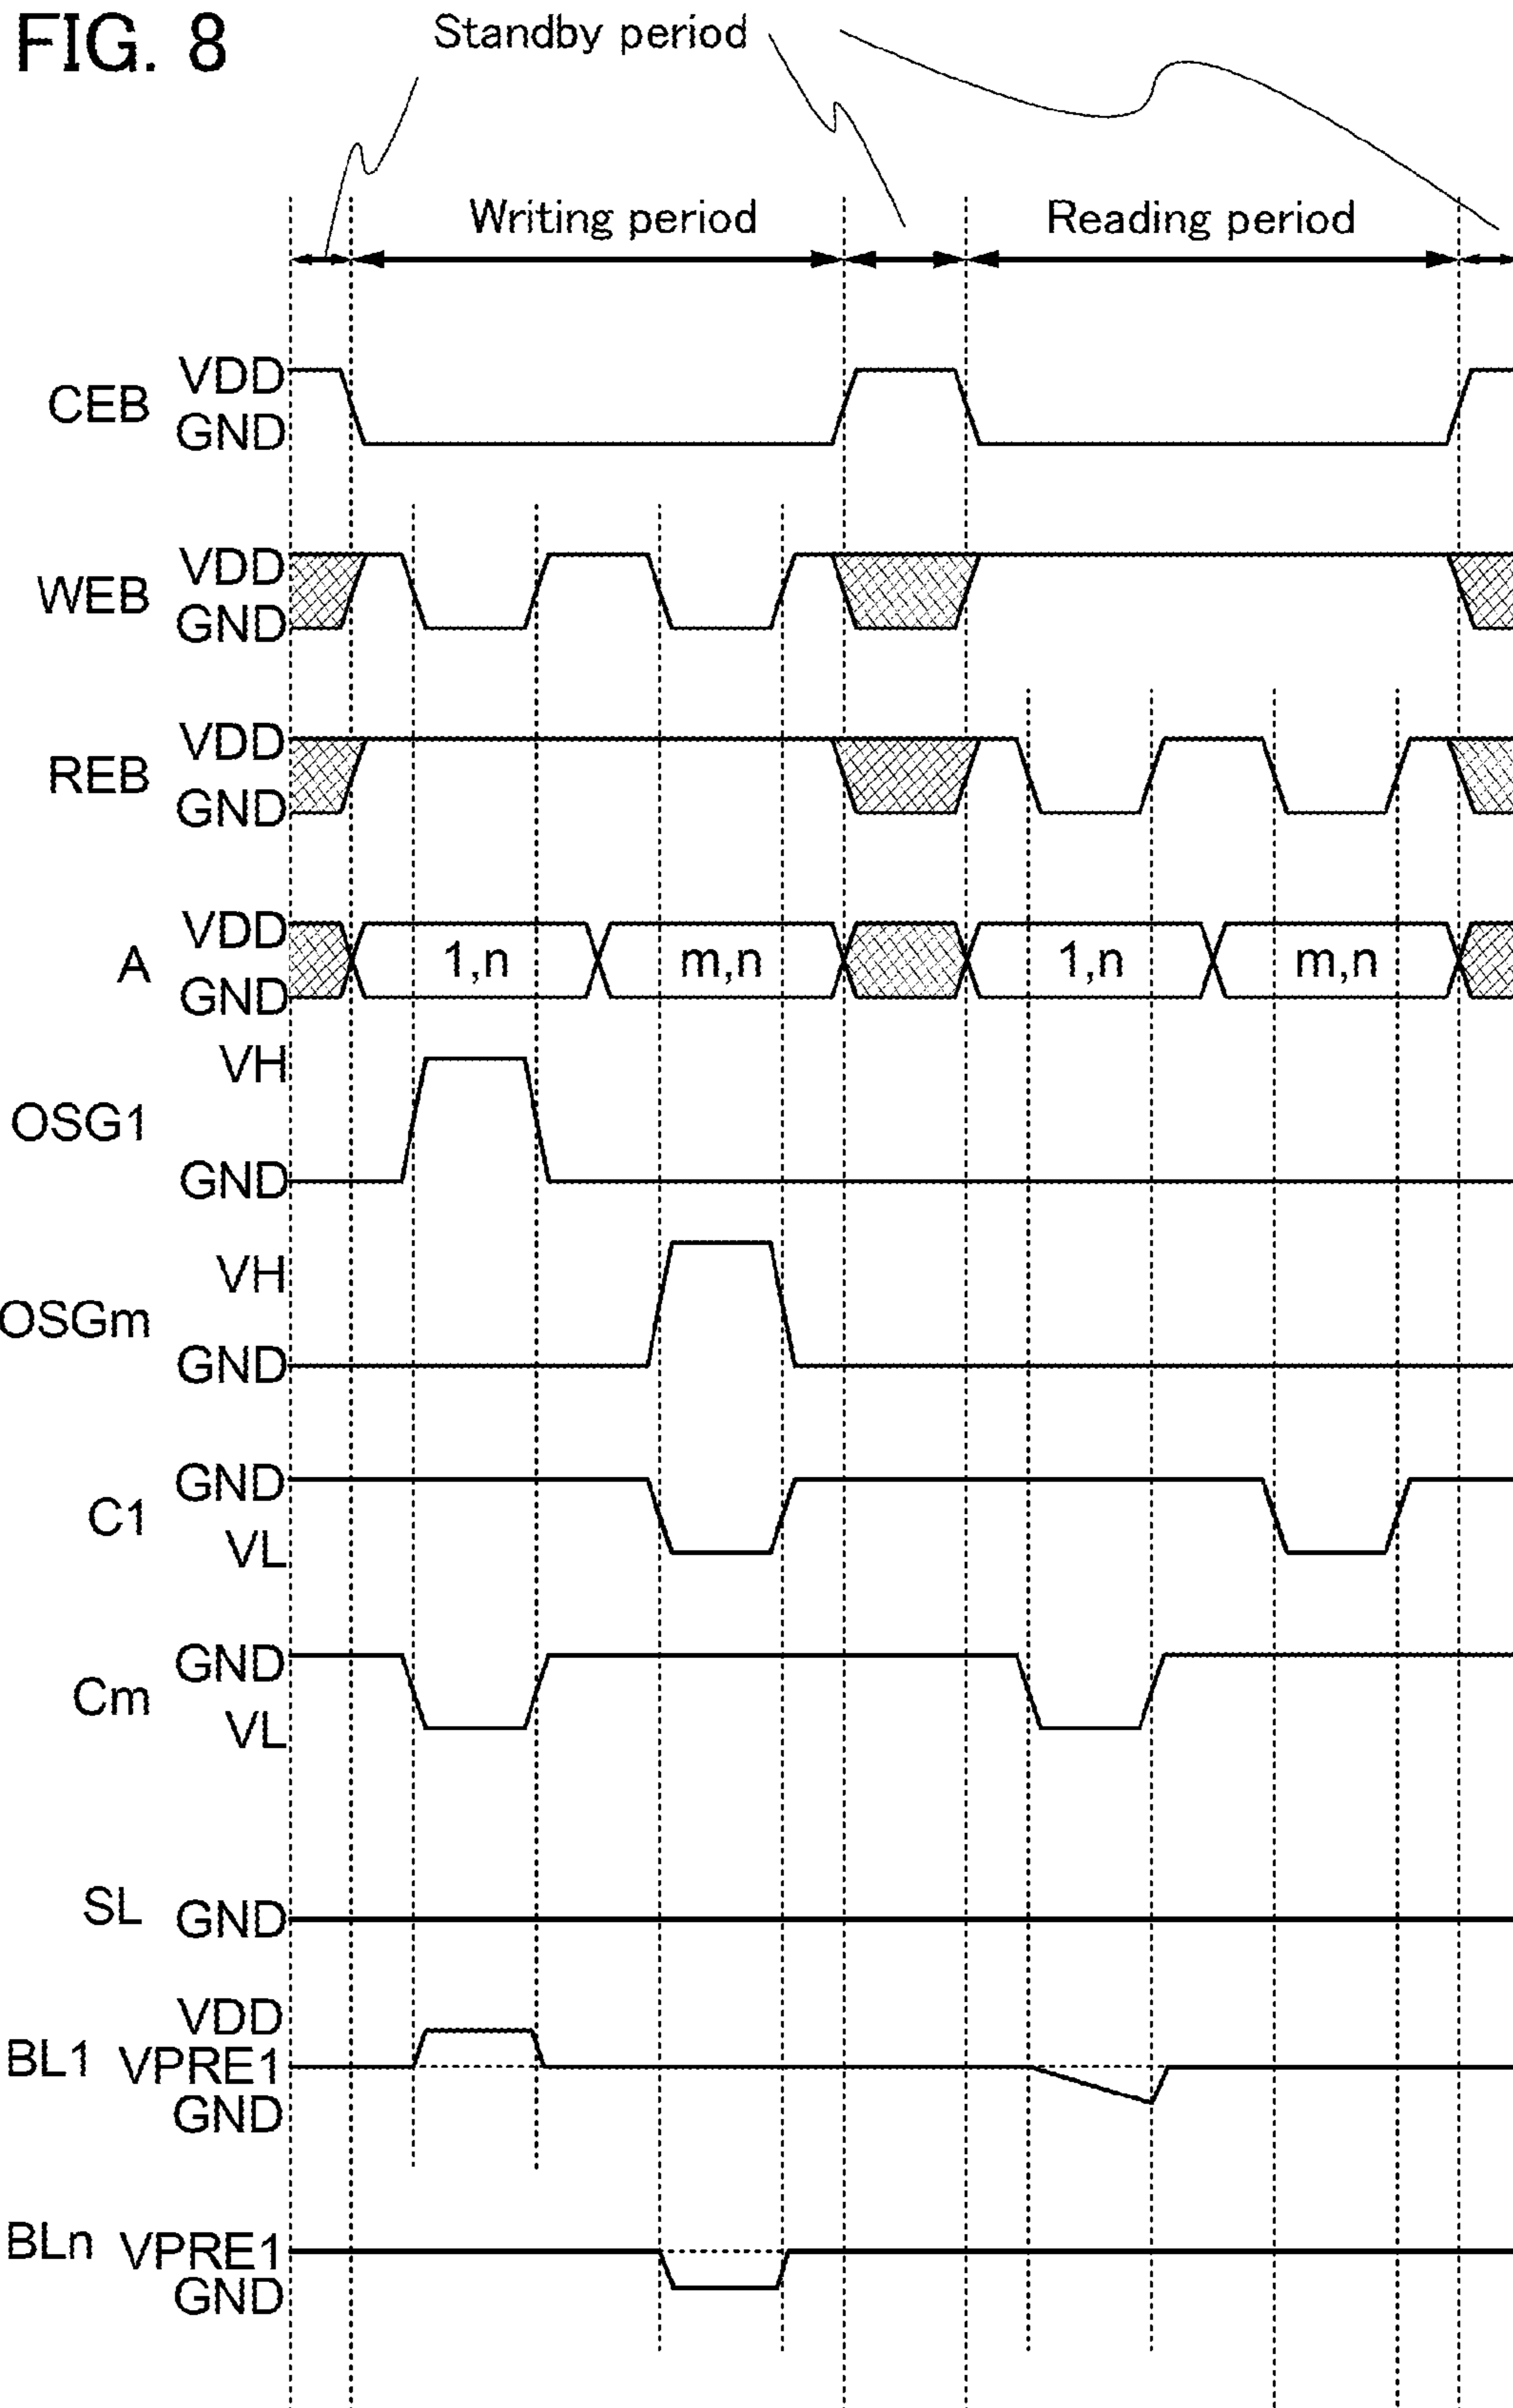 FIG. 8
Standby period
Writing period
Reading period
CEB
VDD
GND
WEB
VDD
GND
REB
VDD
GND
A
VDD
GND
1,n
m,n
1,n
m,n
OSG1
VH
GND
OSGm
VH
GND
C1
GND
VL
Cm
GND
VL
SL
GND
BL1
VDD
VPRE1
GND
BLn
VPRE1
GND